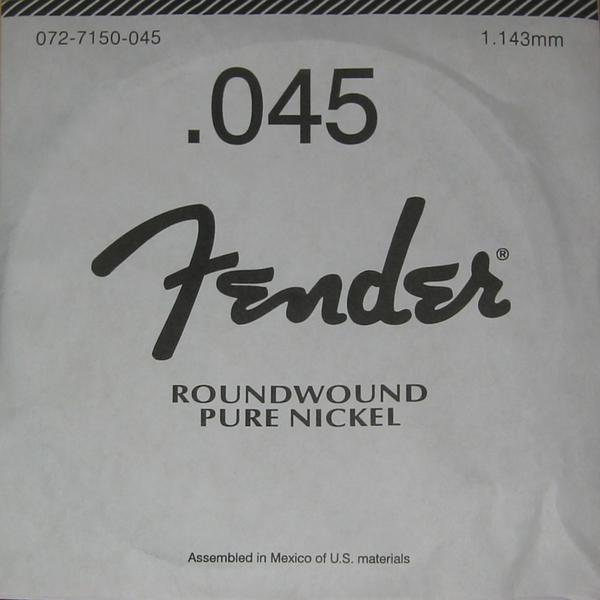 072-7150-045 1.143mm
.045
Fender®
ROUNDWOUND
PURE NICKEL
Assembled in Mexico of U.S. materials